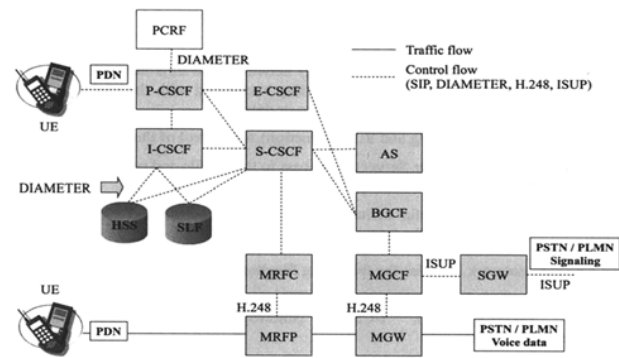 PCRF
Traffic flow
Control flow
(SIP, DIAMETER, H.248, ISUP)
DIAMETER
PDN
P-CSCF
E-CSCF
UE
I-CSCF
S-CSCF
AS
DIAMETER
HSS
SLF
BGCF
UE
MRFC
MGCF
ISUP
SGW
PSTN / PLMN
Signaling
ISUP
H.248
H.248
PDN
MRFP
MGW
PSTN / PLMN
Voice data